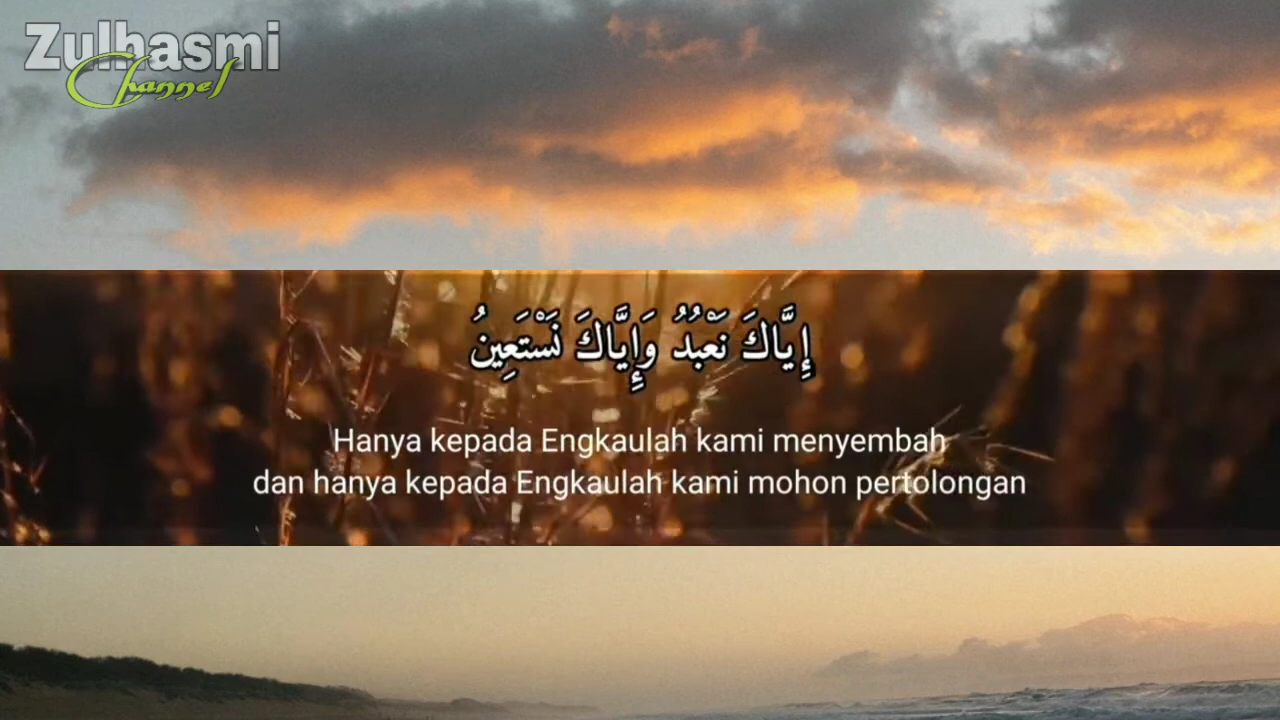 Zulhasmi
Channel
إِيَّاكَ نَعْبُدُ وَإِيَّاكَ نَسْتَعِينُ
Hanya kepada Engkaulah kami menyembah
dan hanya kepada Engkaulah kami mohon pertolongan